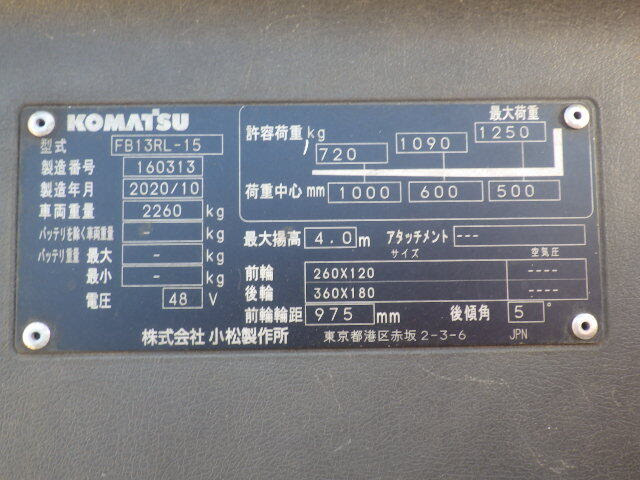 KOMATSU
型式 FB13RL-15
製造番号 160313
製造年月 2020/10
車両重量 2260 kg
バッテリを除く車両重量 kg
バッテリ重量 最大 - kg
最小 - kg
電圧 48 V
最大荷重
許容荷重 kg 720 1090 1250
荷重中心 mm 1000 600 500
最大揚高 4.0 m アタッチメント ---
サイズ 空気圧
前輪 260X120 ----
後輪 360X180 ----
前輪輪距 975 mm 後傾角 5 °
株式会社 小松製作所 東京都港区赤坂2-3-6 JPN